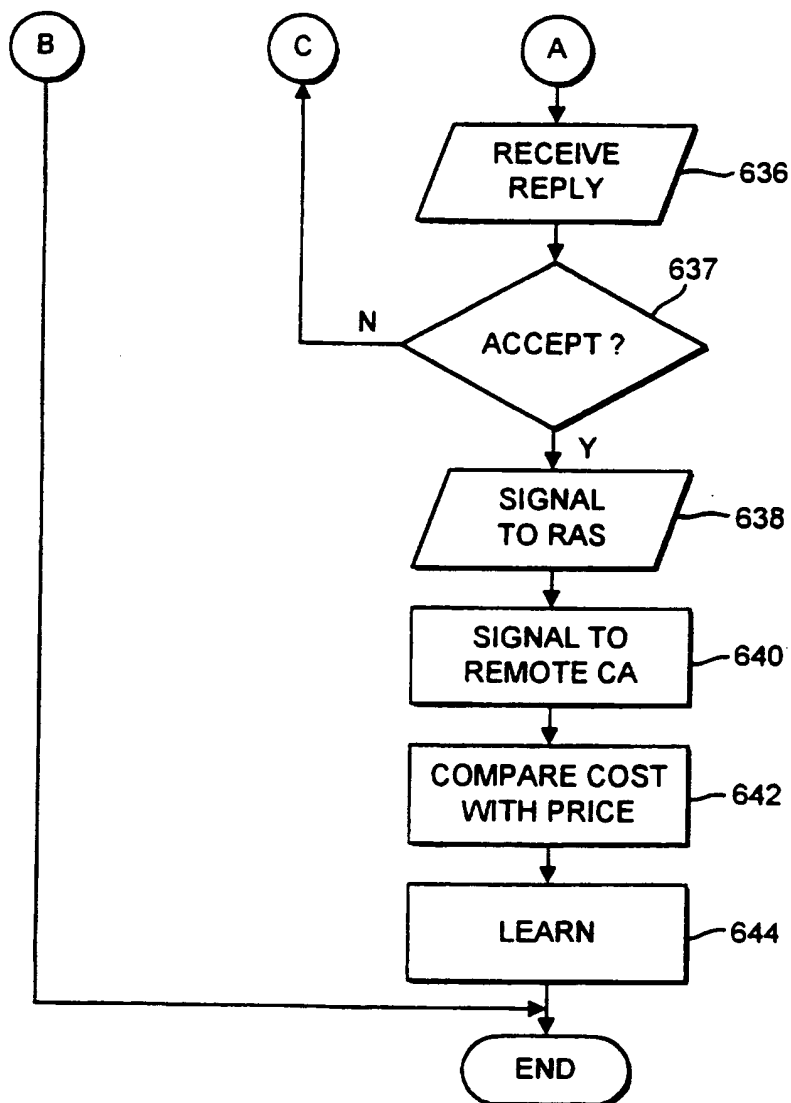 B
C
A
RECEIVE
REPLY
636
637
ACCEPT ?
N
Y
SIGNAL
TO RAS
638
SIGNAL TO
REMOTE CA
640
COMPARE COST
WITH PRICE
642
LEARN
644
END